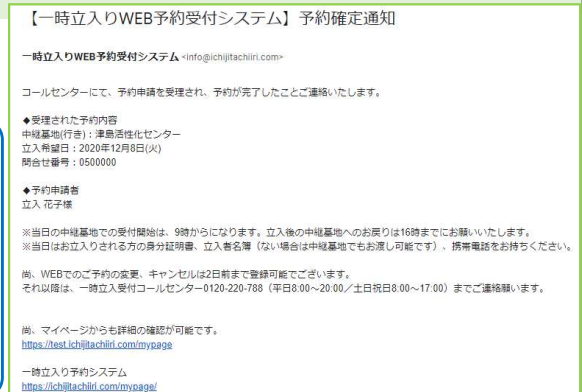 【一時立入りWEB予約受付システム】予約確定通知
一時立入りWEB予約受付システム <info@ichijitachiiri.com>
コールセンターにて、予約申請を受理され、予約が完了したことご連絡いたします。
◆受理された予約内容
中継基地(行き)：津島活性化センター
立入希望日：2020年12月8日(火)
問合せ番号：0500000
◆予約申請者
立入 花子様
※当日の中継基地での受付開始は、9時からになります。立入後の中継基地へのお戻りは16時までにお願いいたします。
※当日はお立入りされる方の身分証明書、立入者名簿（ない場合は中継基地でもお渡し可能です）、携帯電話をお持ちください。
尚、WEBでのご予約の変更、キャンセルは2日前まで登録可能でございます。
それ以降は、一時立入受付コールセンター0120-220-788（平日8:00～20:00／土日祝日8:00～17:00）までご連絡願います。
尚、マイページからも詳細の確認が可能です。
https://test.ichijitachiiri.com/mypage
一時立入り予約システム
https://ichijitachiiri.com/mypage/